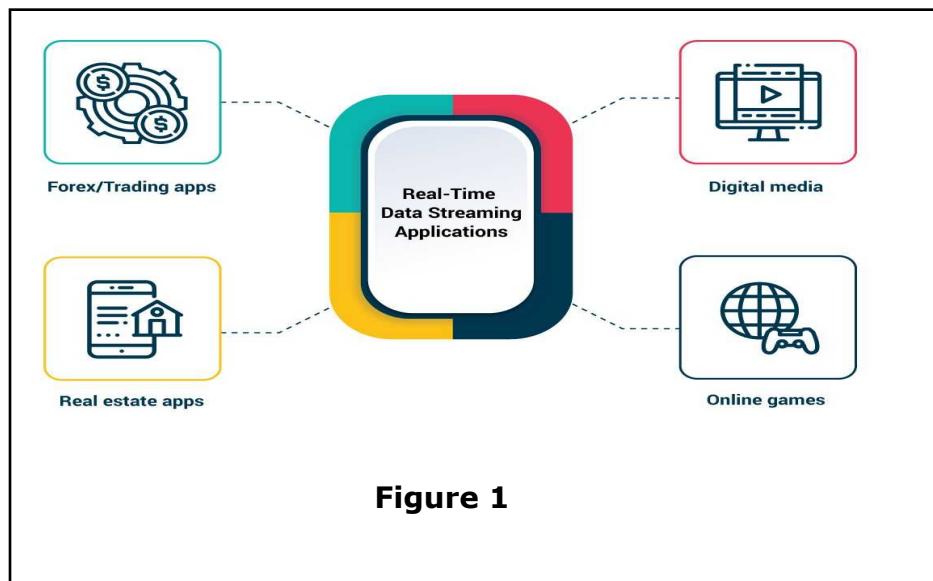 Forex/Trading apps
Real-Time
Data Streaming
Applications
Digital media
Real estate apps
Online games
Figure 1